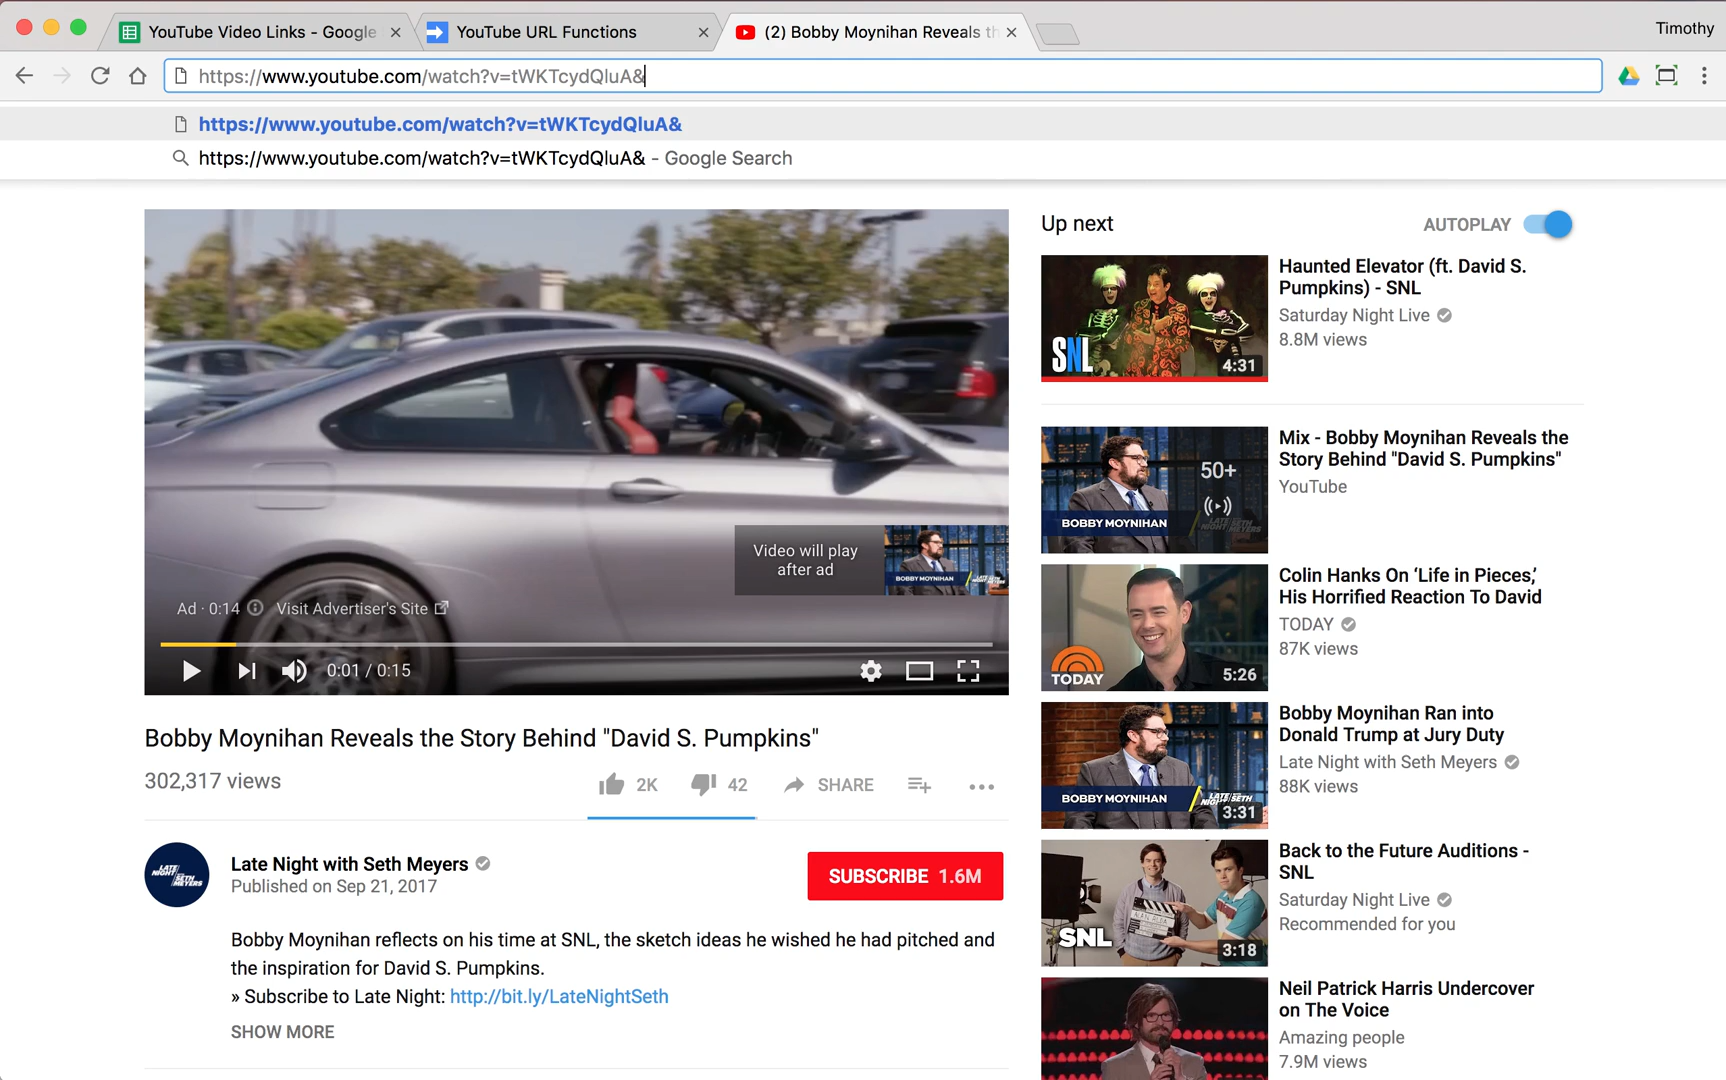 YouTube Video Links - Google
YouTube URL Functions
(2) Bobby Moynihan Reveals th
Timothy
https://www.youtube.com/watch?v=tWKTcydQluA&
https://www.youtube.com/watch?v=tWKTcydQluA&
https://www.youtube.com/watch?v=tWKTcydQluA& - Google Search
Video will play
after ad
BOBBY MOYNIHAN
Ad · 0:14
Visit Advertiser's Site
0:01 / 0:15
Bobby Moynihan Reveals the Story Behind "David S. Pumpkins"
302,317 views
2K
42
SHARE
LATE NIGHT SETH MEYERS
Late Night with Seth Meyers
Published on Sep 21, 2017
SUBSCRIBE 1.6M
Bobby Moynihan reflects on his time at SNL, the sketch ideas he wished he had pitched and
the inspiration for David S. Pumpkins.
» Subscribe to Late Night: http://bit.ly/LateNightSeth
SHOW MORE
Up next
AUTOPLAY
SNL
4:31
Haunted Elevator (ft. David S.
Pumpkins) - SNL
Saturday Night Live
8.8M views
50+
BOBBY MOYNIHAN
Mix - Bobby Moynihan Reveals the
Story Behind "David S. Pumpkins"
YouTube
TODAY
5:26
Colin Hanks On ‘Life in Pieces,’
His Horrified Reaction To David
TODAY
87K views
BOBBY MOYNIHAN
3:31
Bobby Moynihan Ran into
Donald Trump at Jury Duty
Late Night with Seth Meyers
88K views
SNL
3:18
Back to the Future Auditions -
SNL
Saturday Night Live
Recommended for you
Neil Patrick Harris Undercover
on The Voice
Amazing people
7.9M views